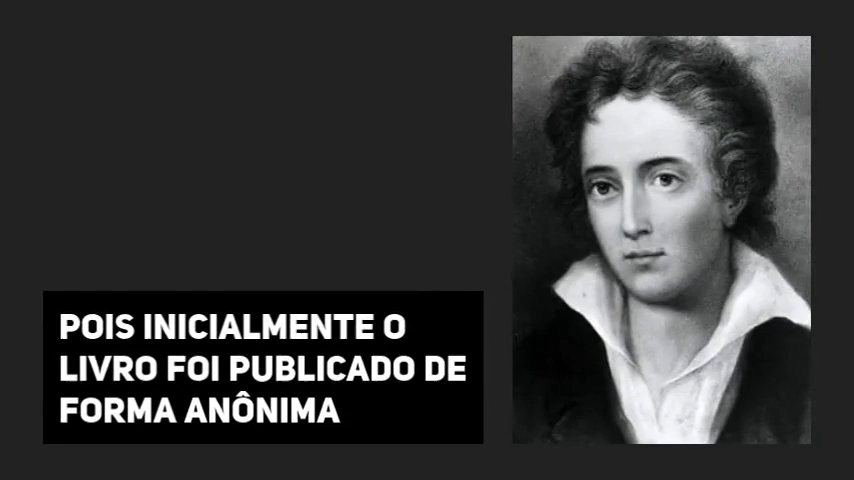 POIS INICIALMENTE O
LIVRO FOI PUBLICADO DE
FORMA ANÔNIMA